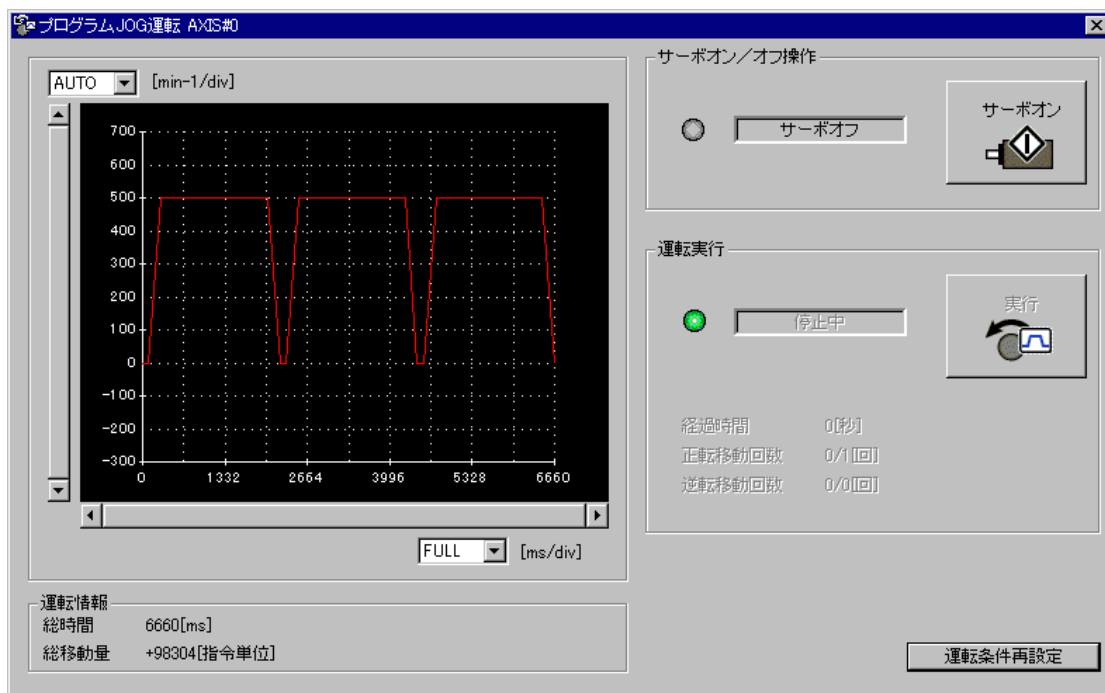 プログラムJOG運転 AXIS#0
AUTO [min-1/div]
700
600
500
400
300
200
100
0
-100
-200
-300
0 1332 2664 3996 5328 6660
FULL [ms/div]
運転情報
総時間 6660[ms]
総移動量 +98304[指令単位]
サーボオン／オフ操作
サーボオフ
サーボオン
運転実行
停止中
実行
経過時間 0[秒]
正転移動回数 0/1[回]
逆転移動回数 0/0[回]
運転条件再設定